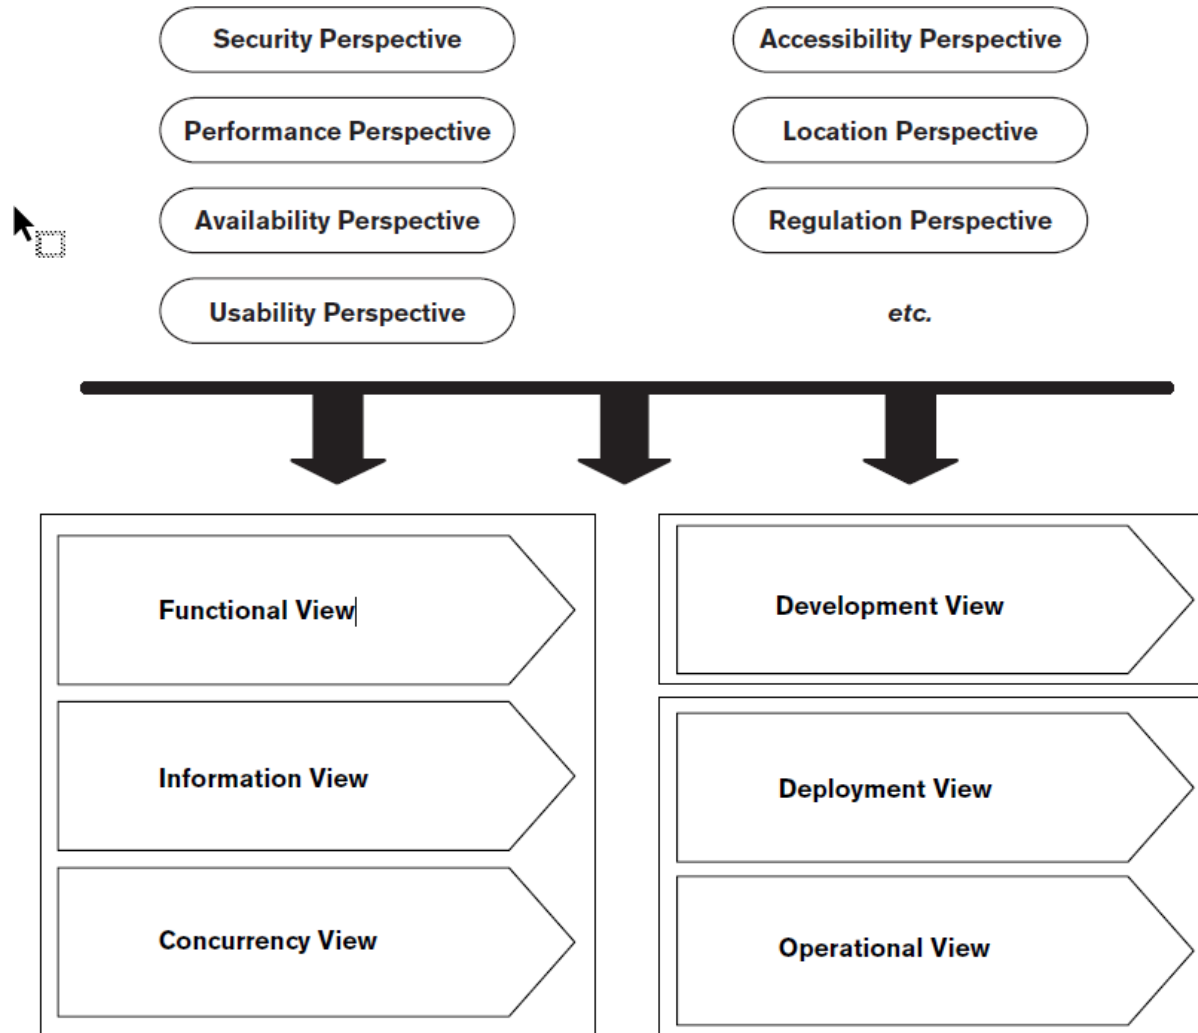 Security Perspective
Accessibility Perspective
Performance Perspective
Location Perspective
Availability Perspective
Regulation Perspective
Usability Perspective
etc.
Functional View
Development View
Information View
Deployment View
Concurrency View
Operational View